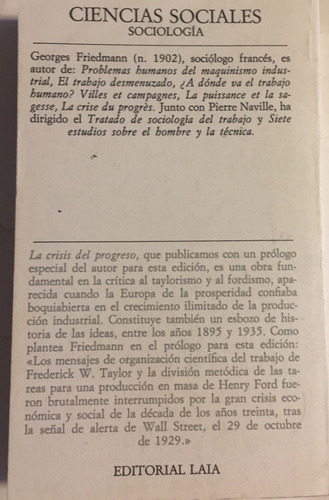 CIENCIAS SOCIALES
SOCIOLOGÍA
Georges Friedmann (n. 1902), sociólogo francés, es
autor de: Problemas humanos del maquinismo indus-
trial, El trabajo desmenuzado, ¿A dónde va el trabajo
humano? Villes et campagnes, La puissance et la sa-
gesse, La crise du progrès. Junto con Pierre Naville, ha
dirigido el Tratado de sociología del trabajo y Siete
estudios sobre el hombre y la técnica.
La crisis del progreso, que publicamos con un prólogo
especial del autor para esta edición, es una obra fun-
damental en la crítica al taylorismo y al fordismo, apa-
recida cuando la Europa de la prosperidad confiaba
boquiabierta en el crecimiento ilimitado de la produc-
ción industrial. Constituye también un esbozo de his-
toria de las ideas, entre los años 1895 y 1935. Como
plantea Friedmann en el prólogo para esta edición:
«Los mensajes de organización científica del trabajo de
Frederick W. Taylor y la división metódica de las ta-
reas para una producción en masa de Henry Ford fue-
ron brutalmente interrumpidos por la gran crisis eco-
nómica y social de la década de los años treinta, tras
la señal de alerta de Wall Street, el 29 de octubre
de 1929.»
EDITORIAL LAIA